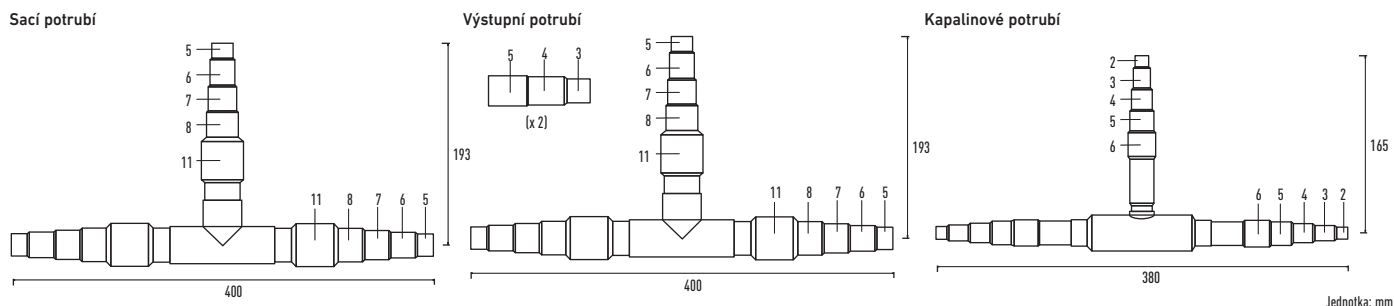 Sací potrubí
5
6
7
8
11
11 8 7 6 5
193
400
Výstupní potrubí
5 4 3
(x 2)
5
6
7
8
11
11 8 7 6 5
193
400
Kapalinové potrubí
2
3
4
5
6
6 5 4 3 2
165
380
Jednotka: mm